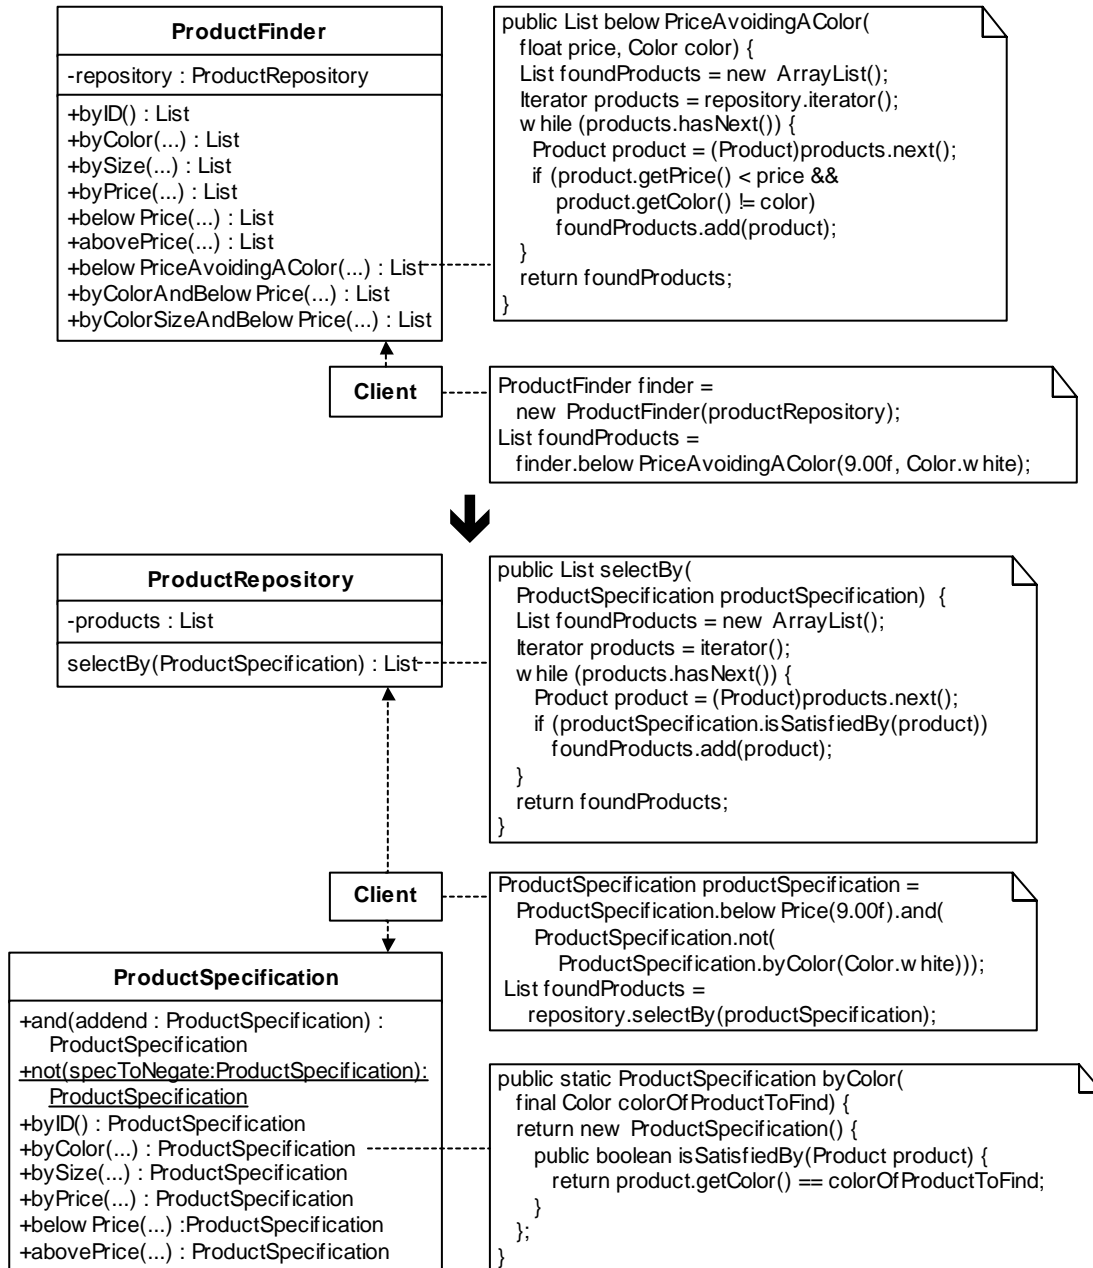 ProductFinder
-repository : ProductRepository
+byID() : List
+byColor(...) : List
+bySize(...) : List
+byPrice(...) : List
+below Price(...) : List
+abovePrice(...) : List
+below PriceAvoidingAColor(...) : List
+byColorAndBelow Price(...) : List
+byColorSizeAndBelow Price(...) : List
public List below PriceAvoidingAColor(
float price, Color color) {
List foundProducts = new ArrayList();
Iterator products = repository.iterator();
w hile (products.hasNext()) {
Product product = (Product)products.next();
if (product.getPrice() < price &&
product.getColor() != color)
foundProducts.add(product);
}
return foundProducts;
}
Client
ProductFinder finder =
new ProductFinder(productRepository);
List foundProducts =
finder.below PriceAvoidingAColor(9.00f, Color.w hite);
ProductRepository
-products : List
selectBy(ProductSpecification) : List
public List selectBy(
ProductSpecification productSpecification) {
List foundProducts = new ArrayList();
Iterator products = iterator();
w hile (products.hasNext()) {
Product product = (Product)products.next();
if (productSpecification.isSatisfiedBy(product))
foundProducts.add(product);
}
return foundProducts;
}
Client
ProductSpecification productSpecification =
ProductSpecification.below Price(9.00f).and(
ProductSpecification.not(
ProductSpecification.byColor(Color.w hite)));
List foundProducts =
repository.selectBy(productSpecification);
ProductSpecification
+and(addend : ProductSpecification) :
ProductSpecification
+not(specToNegate:ProductSpecification):
ProductSpecification
+byID() : ProductSpecification
+byColor(...) : ProductSpecification
+bySize(...) : ProductSpecification
+byPrice(...) : ProductSpecification
+below Price(...) :ProductSpecification
+abovePrice(...) : ProductSpecification
public static ProductSpecification byColor(
final Color colorOfProductToFind) {
return new ProductSpecification() {
public boolean isSatisfiedBy(Product product) {
return product.getColor() == colorOfProductToFind;
}
};
}